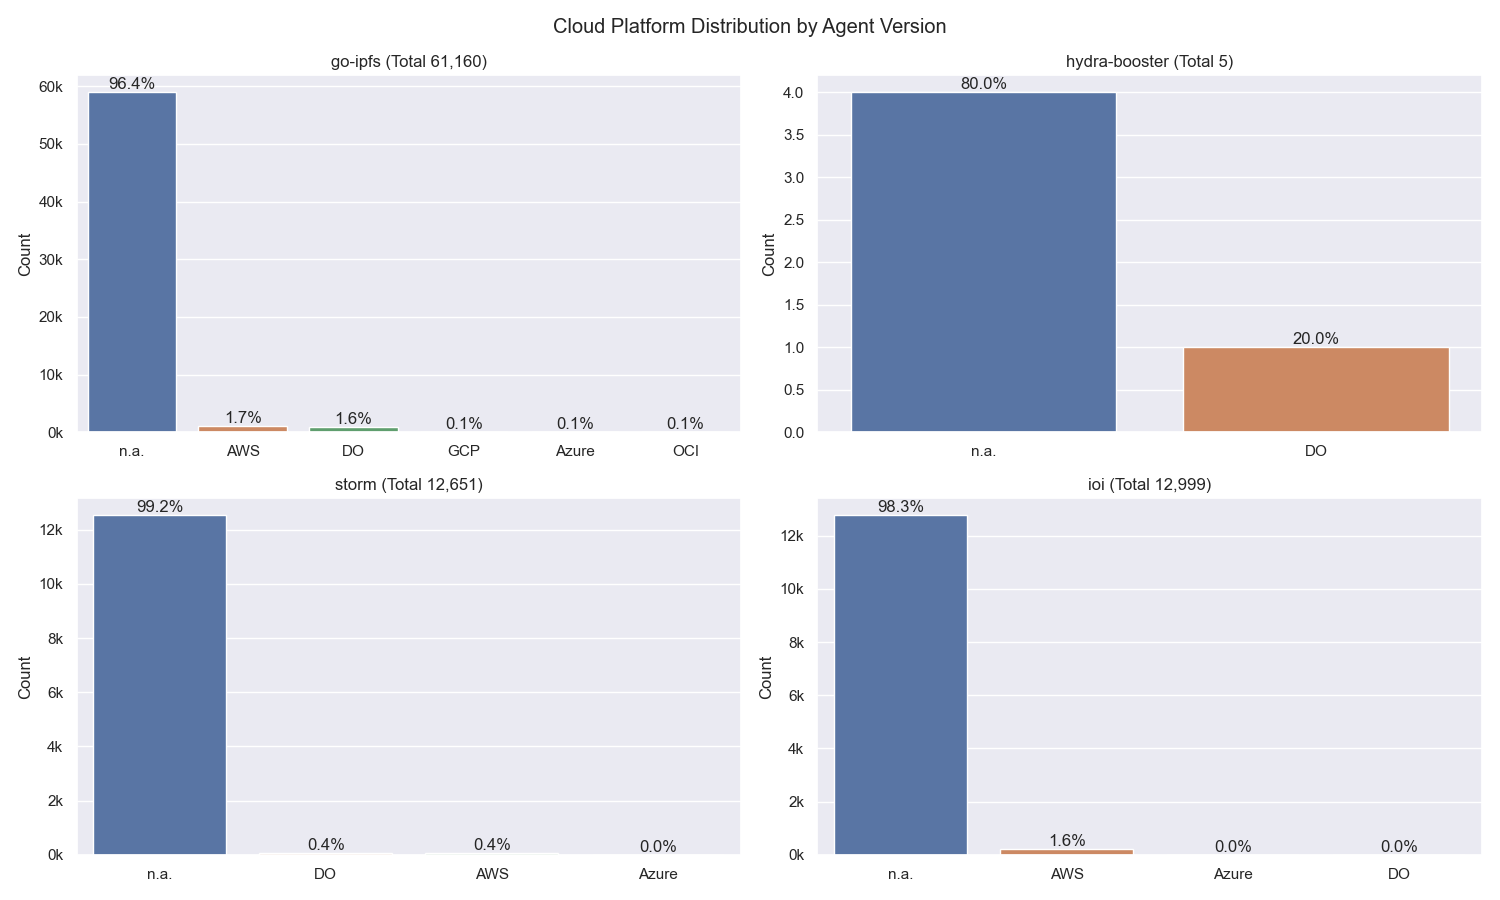 Cloud Platform Distribution by Agent Version
go-ipfs (Total 61,160)
Count
60k
50k
40k
30k
20k
10k
0k
96.4%
1.7%
1.6%
0.1%
0.1%
0.1%
n.a.
AWS
DO
GCP
Azure
OCI
hydra-booster (Total 5)
Count
4.0
3.5
3.0
2.5
2.0
1.5
1.0
0.5
0.0
80.0%
20.0%
n.a.
DO
storm (Total 12,651)
Count
12k
10k
8k
6k
4k
2k
0k
99.2%
0.4%
0.4%
0.0%
n.a.
DO
AWS
Azure
ioi (Total 12,999)
Count
12k
10k
8k
6k
4k
2k
0k
98.3%
1.6%
0.0%
0.0%
n.a.
AWS
Azure
DO